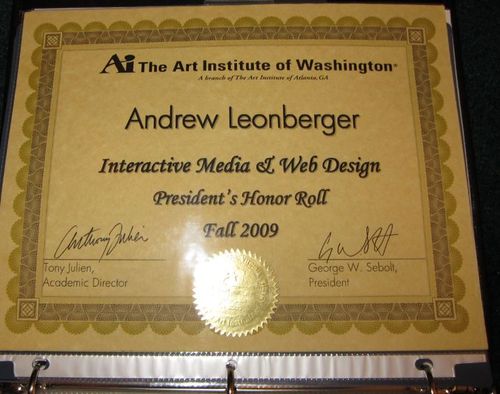 Ai The Art Institute of Washington®
A branch of The Art Institute of Atlanta, GA
Andrew Leonberger
Interactive Media & Web Design
President's Honor Roll
Fall 2009
Anthony Julien
Tony Julien,
Academic Director
George W. Sebolt,
President